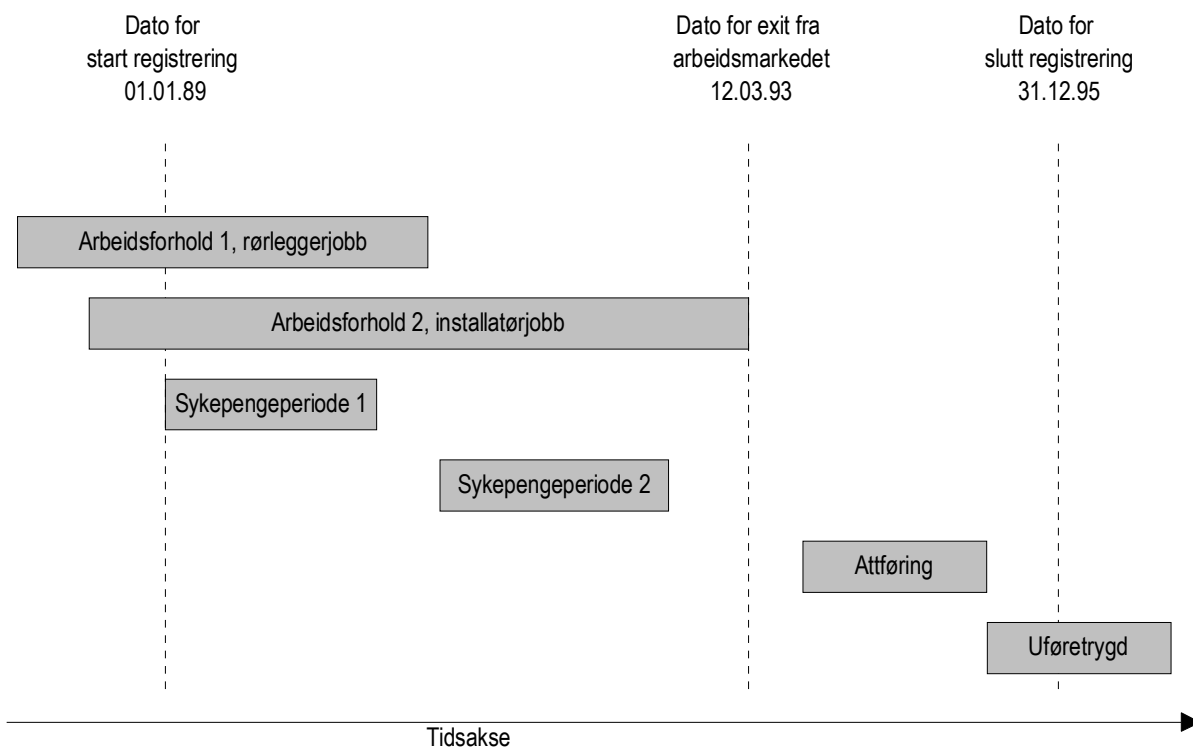 Dato for
start registrering
01.01.89
Dato for exit fra
arbeidsmarkedet
12.03.93
Dato for
slutt registrering
31.12.95
Arbeidsforhold 1, rørleggerjobb
Arbeidsforhold 2, installatørjobb
Sykepengeperiode 1
Sykepengeperiode 2
Attføring
Uføretrygd
Tidsakse